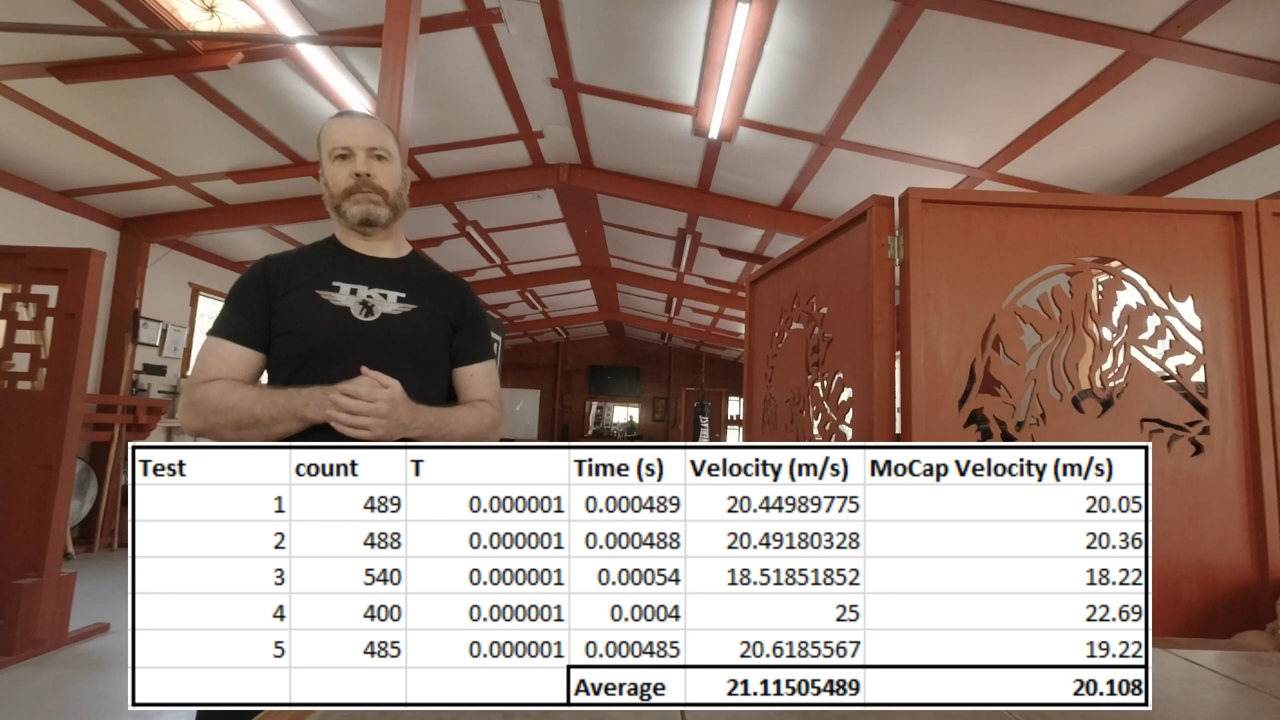 TKST
Test count T Time (s) Velocity (m/s) MoCap Velocity (m/s)
1 489 0.000001 0.000489 20.44989775 20.05
2 488 0.000001 0.000488 20.49180328 20.36
3 540 0.000001 0.00054 18.51851852 18.22
4 400 0.000001 0.0004 25 22.69
5 485 0.000001 0.000485 20.6185567 19.22
Average 21.11505489 20.108